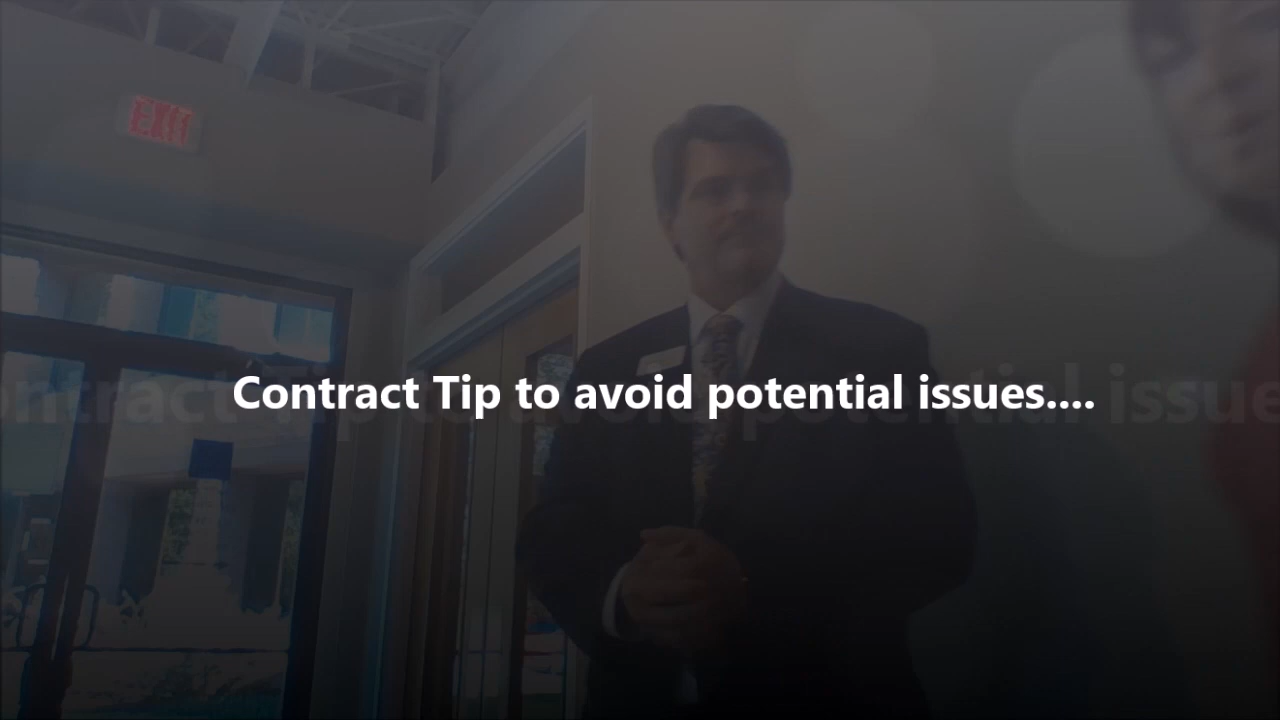 EXIT
Contract Tip to avoid potential issues....